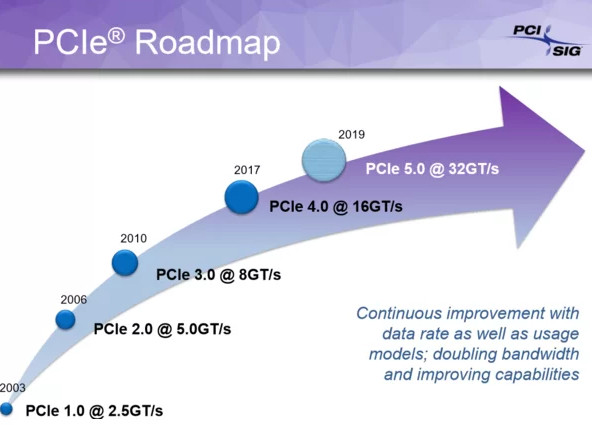 PCIe® Roadmap
PCI
SIG
2019
PCIe 5.0 @ 32GT/s
2017
PCIe 4.0 @ 16GT/s
2010
PCIe 3.0 @ 8GT/s
2006
PCIe 2.0 @ 5.0GT/s
2003
PCIe 1.0 @ 2.5GT/s
Continuous improvement with
data rate as well as usage
models; doubling bandwidth
and improving capabilities